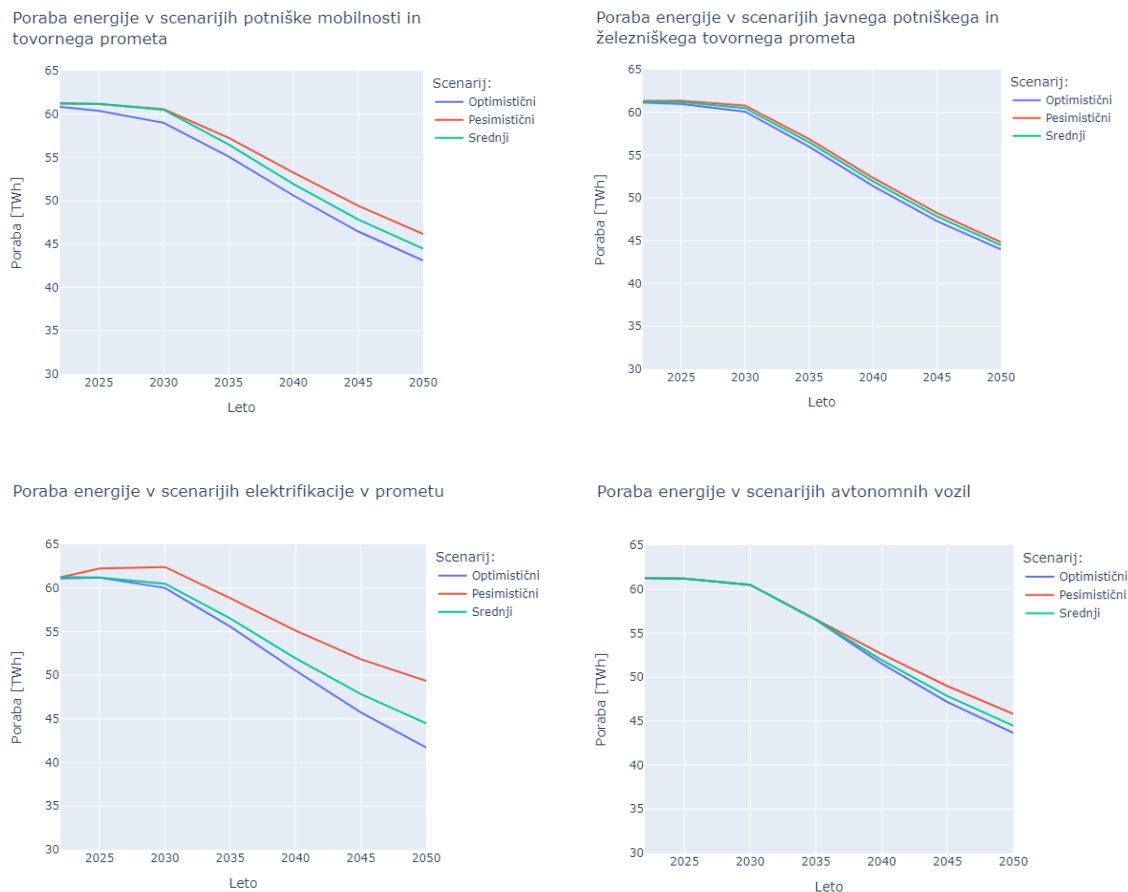 Poraba energije v scenarijih potniške mobilnosti in
tovornega prometa
65
60
55
50
45
40
35
30
2025
2030
2035
2040
2045
2050
Poraba [TWh]
Leto
Scenarij:
Optimistični
Pesimistični
Srednji
Poraba energije v scenarijih javnega potniškega in
železniškega tovornega prometa
65
60
55
50
45
40
35
30
2025
2030
2035
2040
2045
2050
Poraba [TWh]
Leto
Scenarij:
Optimistični
Pesimistični
Srednji
Poraba energije v scenarijih elektrifikacije v prometu
65
60
55
50
45
40
35
30
2025
2030
2035
2040
2045
2050
Poraba [TWh]
Leto
Scenarij:
Optimistični
Pesimistični
Srednji
Poraba energije v scenarijih avtonomnih vozil
65
60
55
50
45
40
35
30
2025
2030
2035
2040
2045
2050
Poraba [TWh]
Leto
Scenarij:
Optimistični
Pesimistični
Srednji